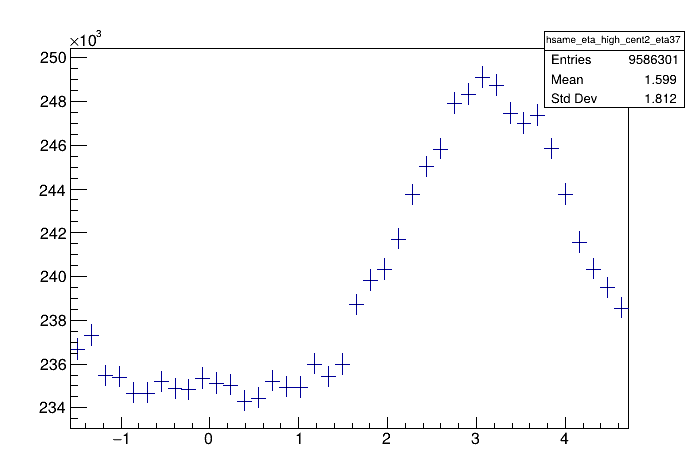 ×10³
hsame_eta_high_cent2_eta37
Entries 9586301
Mean 1.599
Std Dev 1.812
250
248
246
244
242
240
238
236
234
−1 0 1 2 3 4